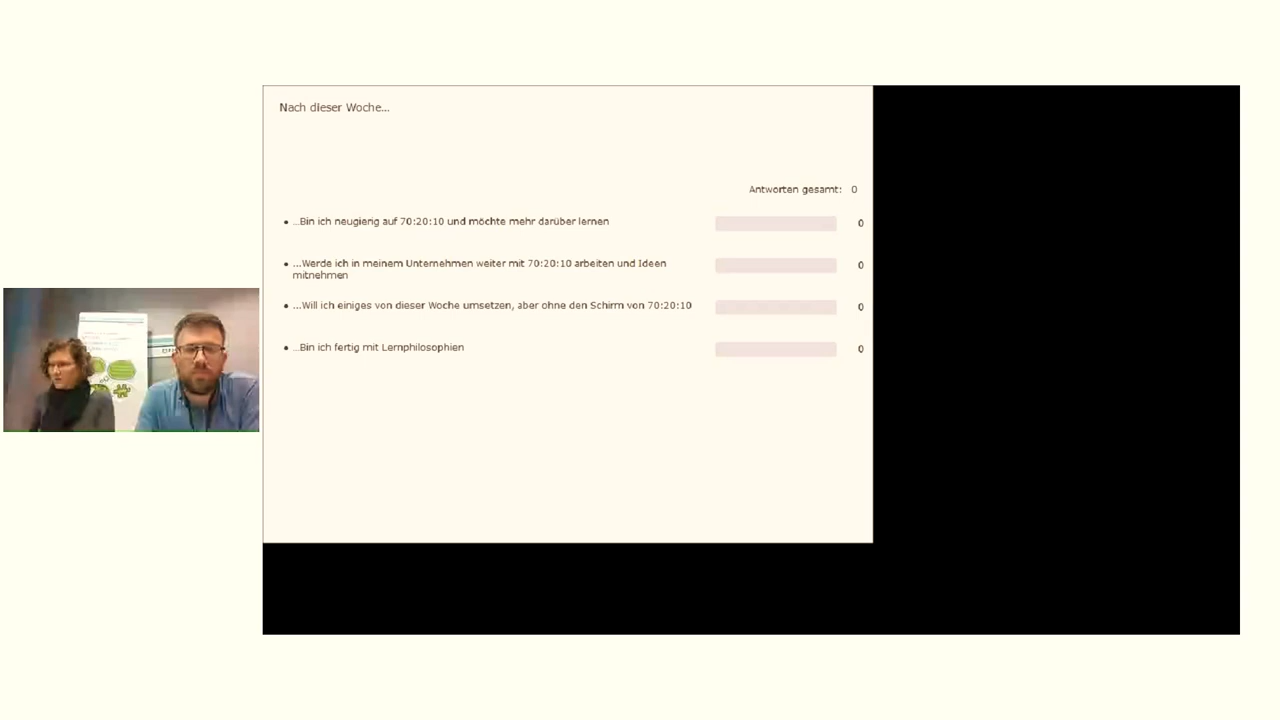 Nach dieser Woche...
Antworten gesamt: 0
• ...Bin ich neugierig auf 70:20:10 und möchte mehr darüber lernen 0
• ...Werde ich in meinem Unternehmen weiter mit 70:20:10 arbeiten und Ideen
mitnehmen 0
• ...Will ich einiges von dieser Woche umsetzen, aber ohne den Schirm von 70:20:10 0
• ...Bin ich fertig mit Lernphilosophien 0